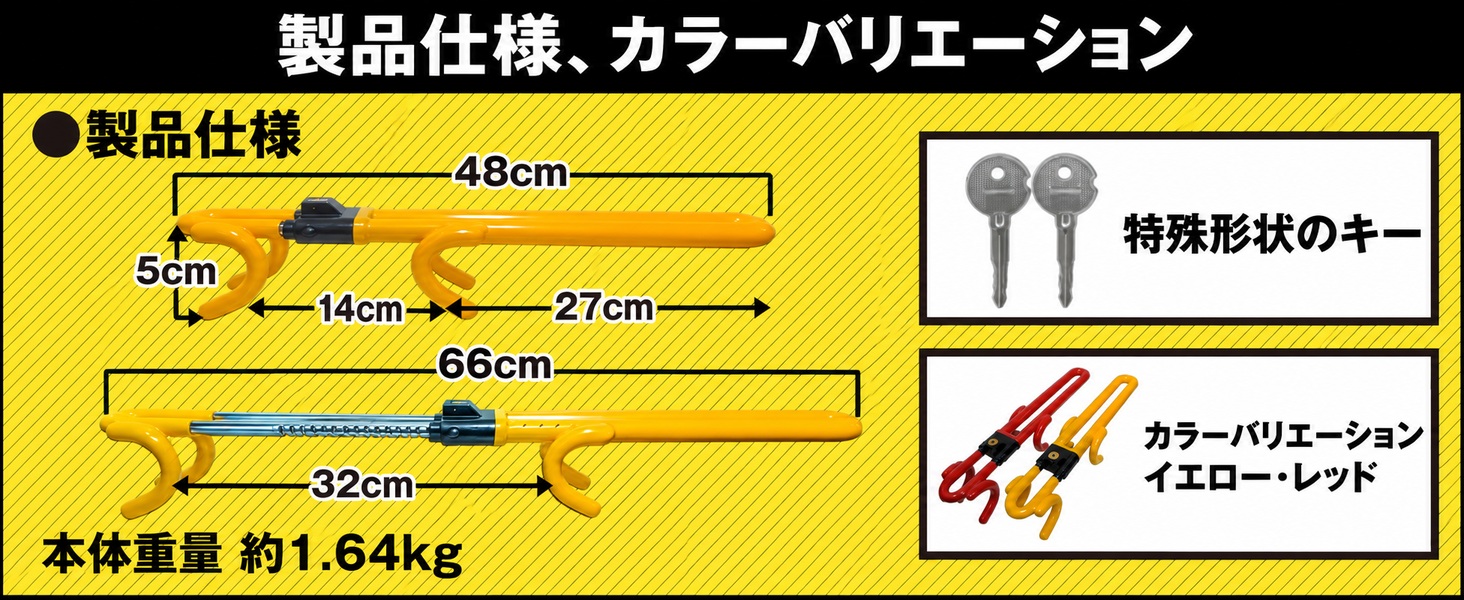 製品仕様、カラーバリエーション
●製品仕様
48cm
5cm
14cm
27cm
66cm
32cm
本体重量 約1.64kg
特殊形状のキー
カラーバリエーション
イエロー・レッド